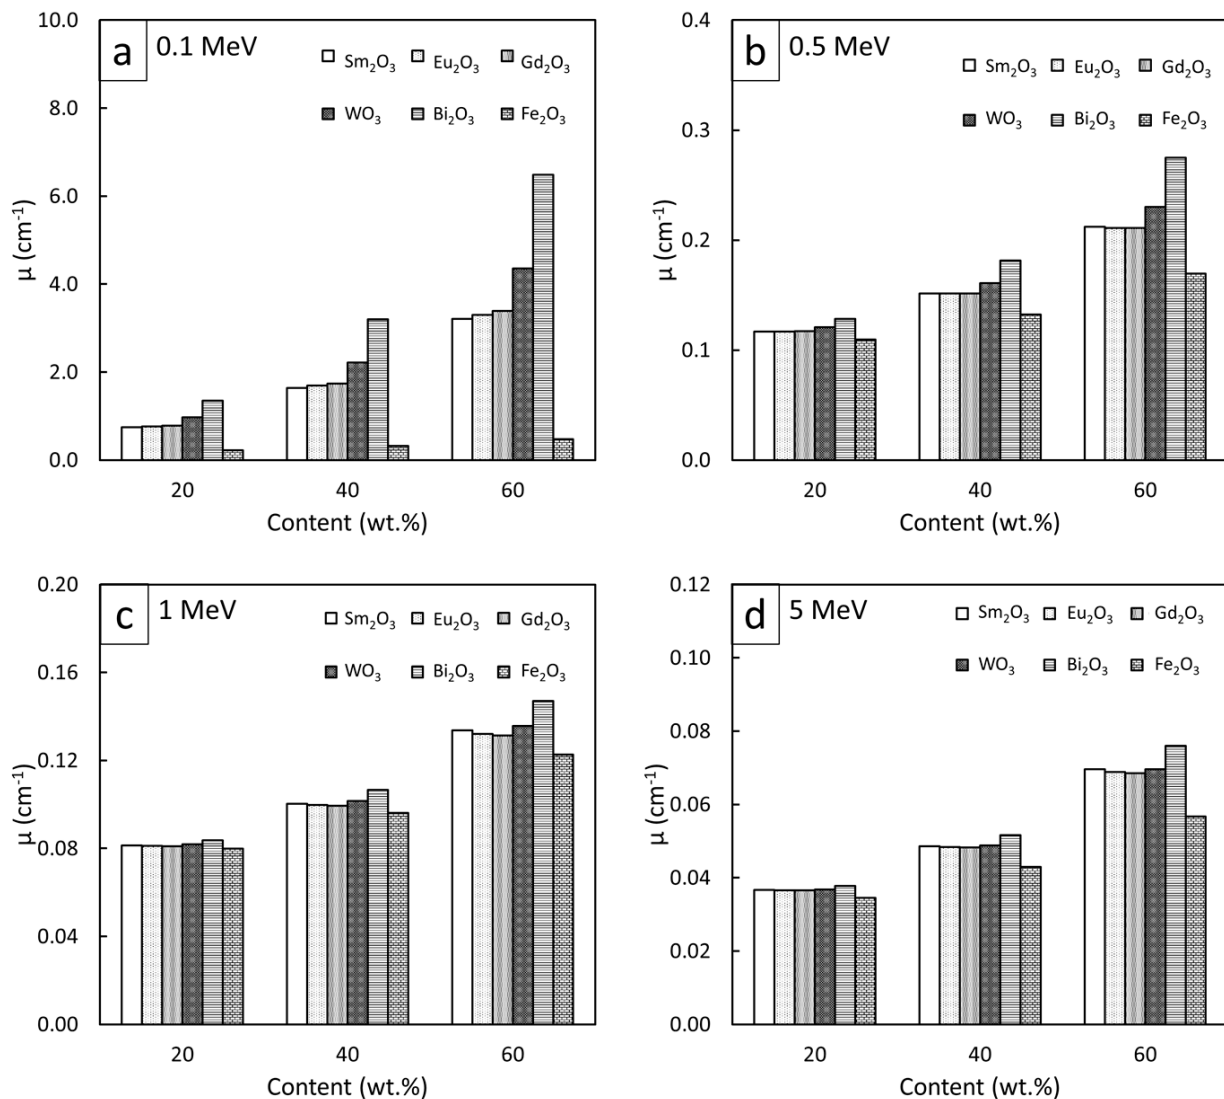 a 0.1 MeV
Sm₂O₃ Eu₂O₃ Gd₂O₃
WO₃ Bi₂O₃ Fe₂O₃
10.0
8.0
6.0
4.0
2.0
0.0
μ (cm⁻¹)
20 40 60
Content (wt.%)
b 0.5 MeV
Sm₂O₃ Eu₂O₃ Gd₂O₃
WO₃ Bi₂O₃ Fe₂O₃
0.4
0.3
0.2
0.1
0.0
μ (cm⁻¹)
20 40 60
Content (wt.%)
c 1 MeV
Sm₂O₃ Eu₂O₃ Gd₂O₃
WO₃ Bi₂O₃ Fe₂O₃
0.20
0.16
0.12
0.08
0.04
0.00
μ (cm⁻¹)
20 40 60
Content (wt.%)
d 5 MeV
Sm₂O₃ Eu₂O₃ Gd₂O₃
WO₃ Bi₂O₃ Fe₂O₃
0.12
0.10
0.08
0.06
0.04
0.02
0.00
μ (cm⁻¹)
20 40 60
Content (wt.%)